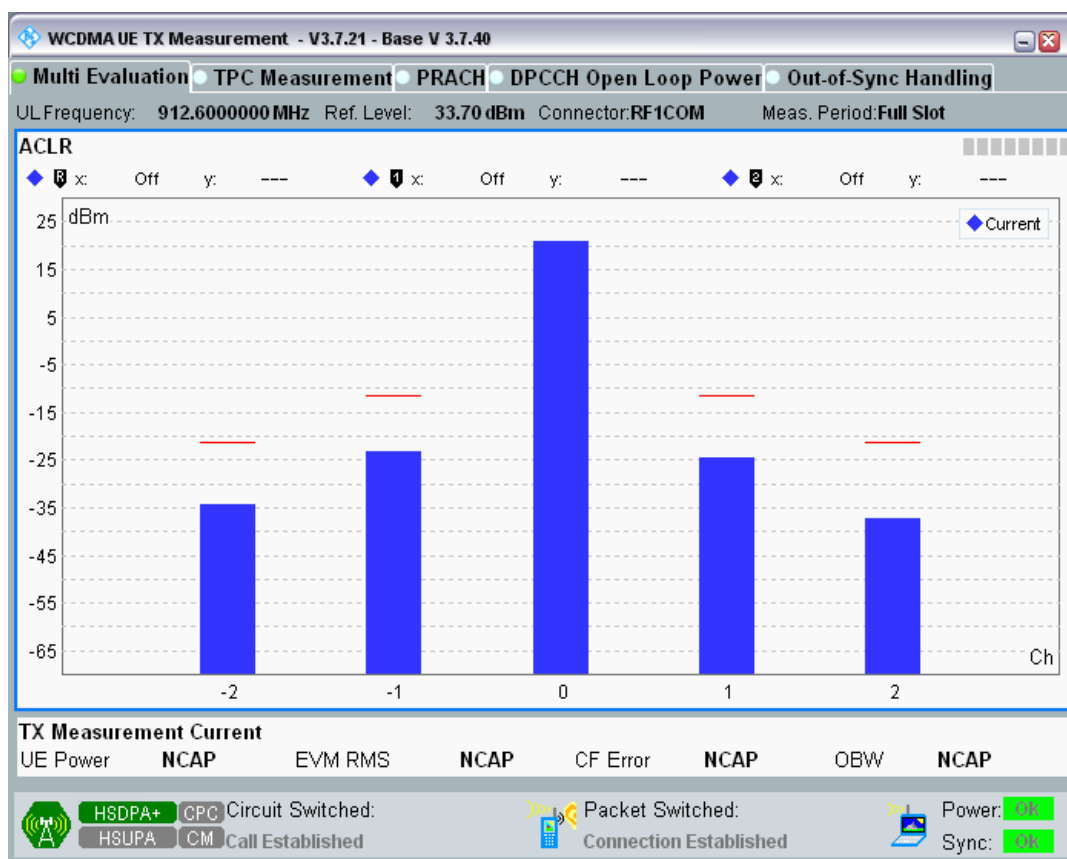 WCDMA UE TX Measurement - V3.7.21 - Base V 3.7.40
Multi Evaluation TPC Measurement PRACH DPCCH Open Loop Power Out-of-Sync Handling
UL Frequency: 912.6000000 MHz Ref. Level: 33.70 dBm Connector:RF1COM Meas. Period:Full Slot
ACLR
R x: Off y: --- 1 x: Off y: --- 2 x: Off y: ---
dBm
Current
25
15
5
-5
-15
-25
-35
-45
-55
-65
Ch
-2 -1 0 1 2
TX Measurement Current
UE Power NCAP EVM RMS NCAP CF Error NCAP OBW NCAP
HSDPA+ CPC Circuit Switched: Packet Switched: Power: OK
HSUPA CM Call Established Connection Established Sync: OK